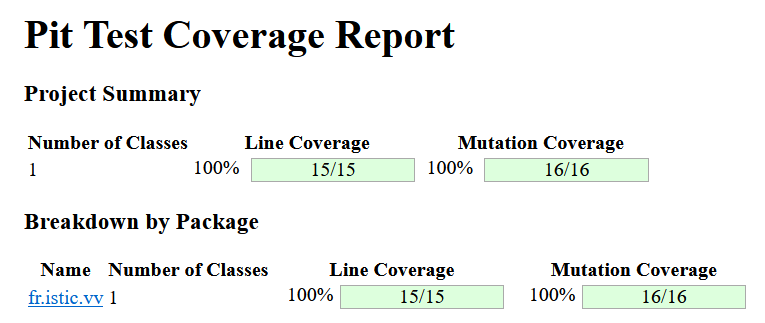 Pit Test Coverage Report
Project Summary
Number of Classes Line Coverage Mutation Coverage
1 100% 15/15 100% 16/16
Breakdown by Package
Name Number of Classes Line Coverage Mutation Coverage
fr.istic.vv 1 100% 15/15 100% 16/16